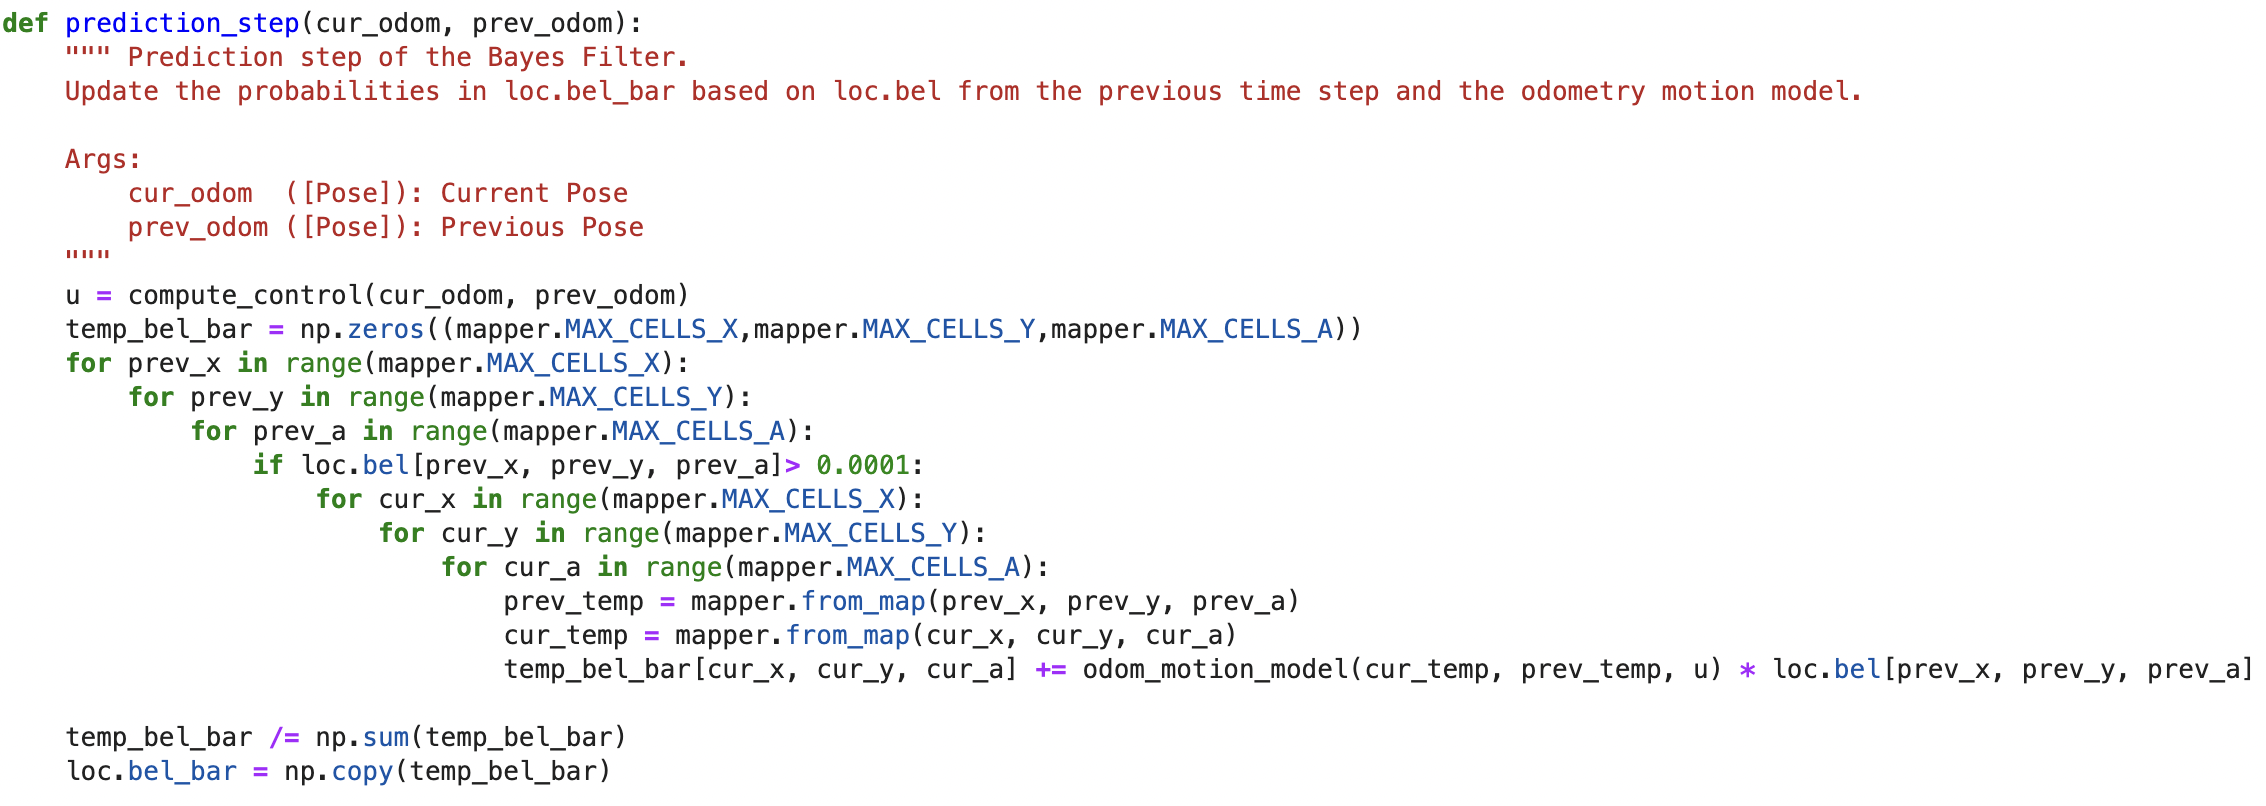 def prediction_step(cur_odom, prev_odom):
    """ Prediction step of the Bayes Filter.
    Update the probabilities in loc.bel_bar based on loc.bel from the previous time step and the odometry motion model.

    Args:
        cur_odom  ([Pose]): Current Pose
        prev_odom ([Pose]): Previous Pose
    """
    u = compute_control(cur_odom, prev_odom)
    temp_bel_bar = np.zeros((mapper.MAX_CELLS_X,mapper.MAX_CELLS_Y,mapper.MAX_CELLS_A))
    for prev_x in range(mapper.MAX_CELLS_X):
        for prev_y in range(mapper.MAX_CELLS_Y):
            for prev_a in range(mapper.MAX_CELLS_A):
                if loc.bel[prev_x, prev_y, prev_a]> 0.0001:
                    for cur_x in range(mapper.MAX_CELLS_X):
                        for cur_y in range(mapper.MAX_CELLS_Y):
                            for cur_a in range(mapper.MAX_CELLS_A):
                                prev_temp = mapper.from_map(prev_x, prev_y, prev_a)
                                cur_temp = mapper.from_map(cur_x, cur_y, cur_a)
                                temp_bel_bar[cur_x, cur_y, cur_a] += odom_motion_model(cur_temp, prev_temp, u) * loc.bel[prev_x, prev_y, prev_a]

    temp_bel_bar /= np.sum(temp_bel_bar)
    loc.bel_bar = np.copy(temp_bel_bar)